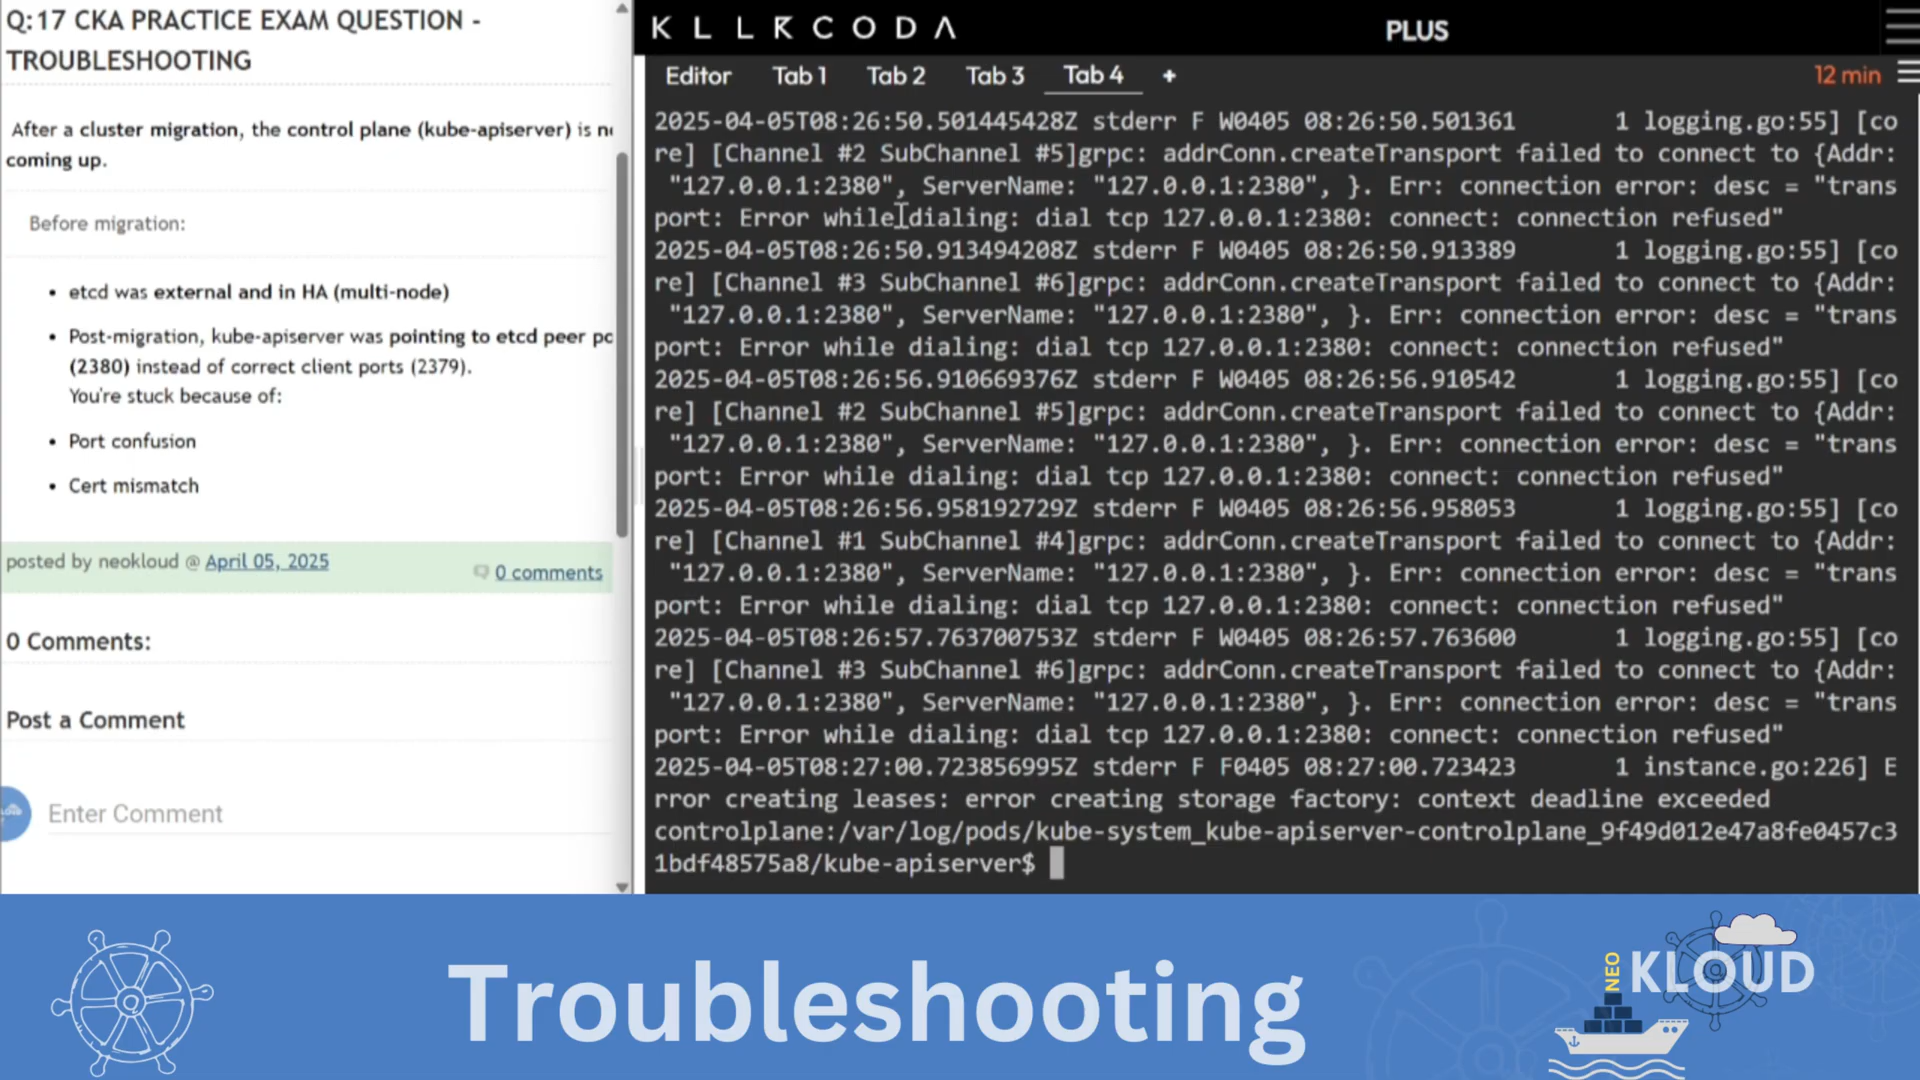 Q:17 CKA PRACTICE EXAM QUESTION -
TROUBLESHOOTING
After a cluster migration, the control plane (kube-apiserver) is
coming up.
Before migration:
• etcd was external and in HA (multi-node)
• Post-migration, kube-apiserver was pointing to etcd peer
(2380) instead of correct client ports (2379).
You're stuck because of:
• Port confusion
• Cert mismatch
posted by neokloud @ April 05, 2025
0 comments
0 Comments:
Post a Comment
Enter Comment
KLLRCODA
PLUS
Editor Tab 1 Tab 2 Tab 3 Tab 4 +
12 min
2025-04-05T08:26:50.501445428Z stderr F W0405 08:26:50.501361 1 logging.go:55] [co
re] [Channel #2 SubChannel #5]grpc: addrConn.createTransport failed to connect to {Addr:
"127.0.0.1:2380", ServerName: "127.0.0.1:2380", }. Err: connection error: desc = "trans
port: Error while dialing: dial tcp 127.0.0.1:2380: connect: connection refused"
2025-04-05T08:26:50.913494208Z stderr F W0405 08:26:50.913389 1 logging.go:55] [co
re] [Channel #3 SubChannel #6]grpc: addrConn.createTransport failed to connect to {Addr:
"127.0.0.1:2380", ServerName: "127.0.0.1:2380", }. Err: connection error: desc = "trans
port: Error while dialing: dial tcp 127.0.0.1:2380: connect: connection refused"
2025-04-05T08:26:56.910669376Z stderr F W0405 08:26:56.910542 1 logging.go:55] [co
re] [Channel #2 SubChannel #5]grpc: addrConn.createTransport failed to connect to {Addr:
"127.0.0.1:2380", ServerName: "127.0.0.1:2380", }. Err: connection error: desc = "trans
port: Error while dialing: dial tcp 127.0.0.1:2380: connect: connection refused"
2025-04-05T08:26:56.958192729Z stderr F W0405 08:26:56.958053 1 logging.go:55] [co
re] [Channel #1 SubChannel #4]grpc: addrConn.createTransport failed to connect to {Addr:
"127.0.0.1:2380", ServerName: "127.0.0.1:2380", }. Err: connection error: desc = "trans
port: Error while dialing: dial tcp 127.0.0.1:2380: connect: connection refused"
2025-04-05T08:26:57.763700753Z stderr F W0405 08:26:57.763600 1 logging.go:55] [co
re] [Channel #3 SubChannel #6]grpc: addrConn.createTransport failed to connect to {Addr:
"127.0.0.1:2380", ServerName: "127.0.0.1:2380", }. Err: connection error: desc = "trans
port: Error while dialing: dial tcp 127.0.0.1:2380: connect: connection refused"
2025-04-05T08:27:00.723856995Z stderr F F0405 08:27:00.723423 1 instance.go:226] E
rror creating leases: error creating storage factory: context deadline exceeded
controlplane:/var/log/pods/kube-system_kube-apiserver-controlplane_9f49d012e47a8fe0457c3
1bdf48575a8/kube-apiserver$
Troubleshooting
NEO KLOUD